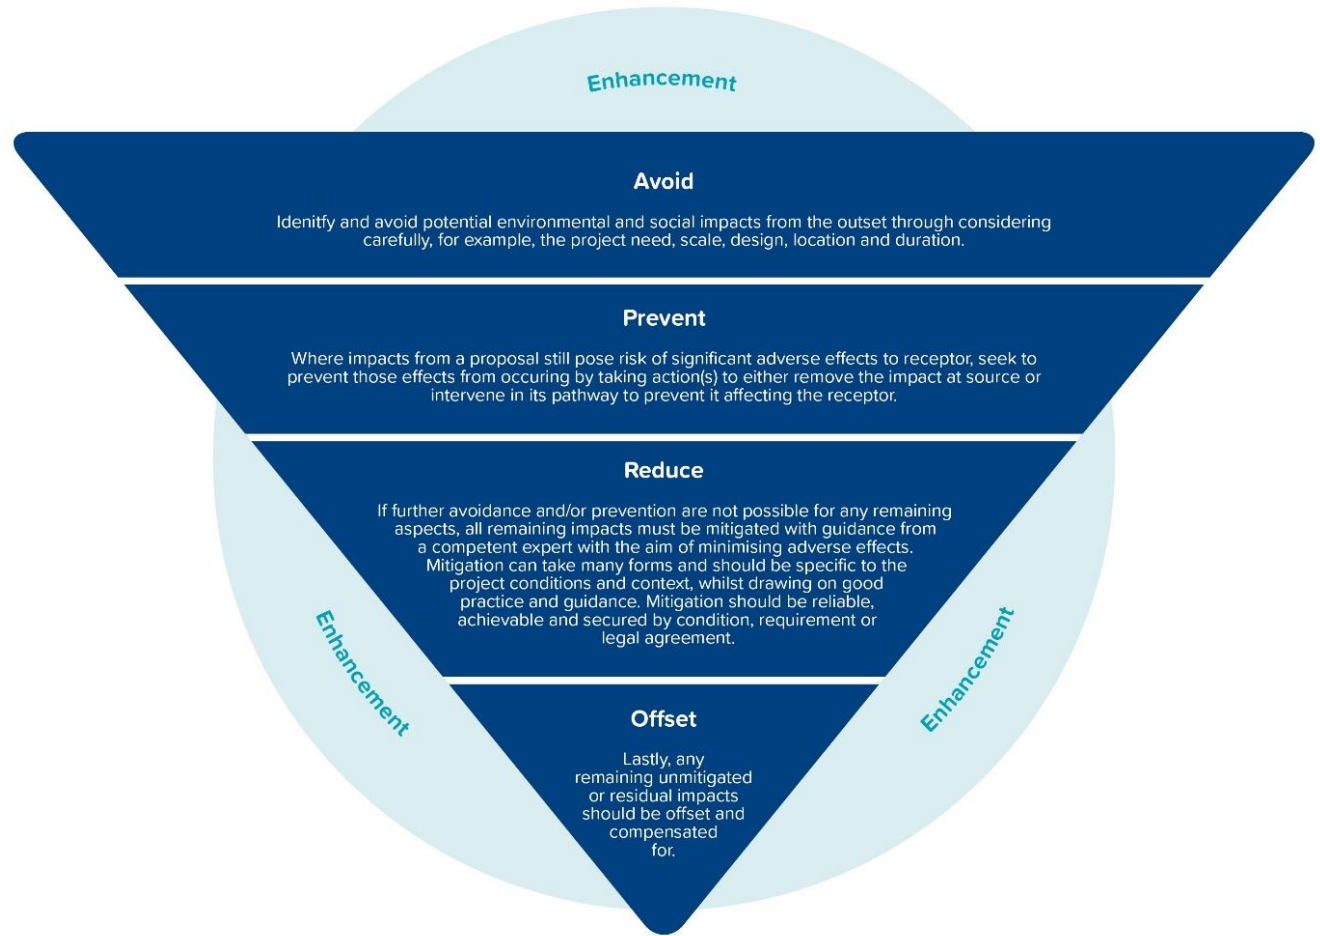 Enhancement
Avoid
Idenitfy and avoid potential environmental and social impacts from the outset through considering
carefully, for example, the project need, scale, design, location and duration.
Prevent
Where impacts from a proposal still pose risk of significant adverse effects to receptor, seek to
prevent those effects from occuring by taking action(s) to either remove the impact at source or
intervene in its pathway to prevent it affecting the receptor.
Reduce
If further avoidance and/or prevention are not possible for any remaining
aspects, all remaining impacts must be mitigated with guidance from
a competent expert with the aim of minimising adverse effects.
Mitigation can take many forms and should be specific to the
project conditions and context, whilst drawing on good
practice and guidance. Mitigation should be reliable,
achievable and secured by condition, requirement or
legal agreement.
Enhancement
Enhancement
Offset
Lastly, any
remaining unmitigated
or residual impacts
should be offset and
compensated
for.